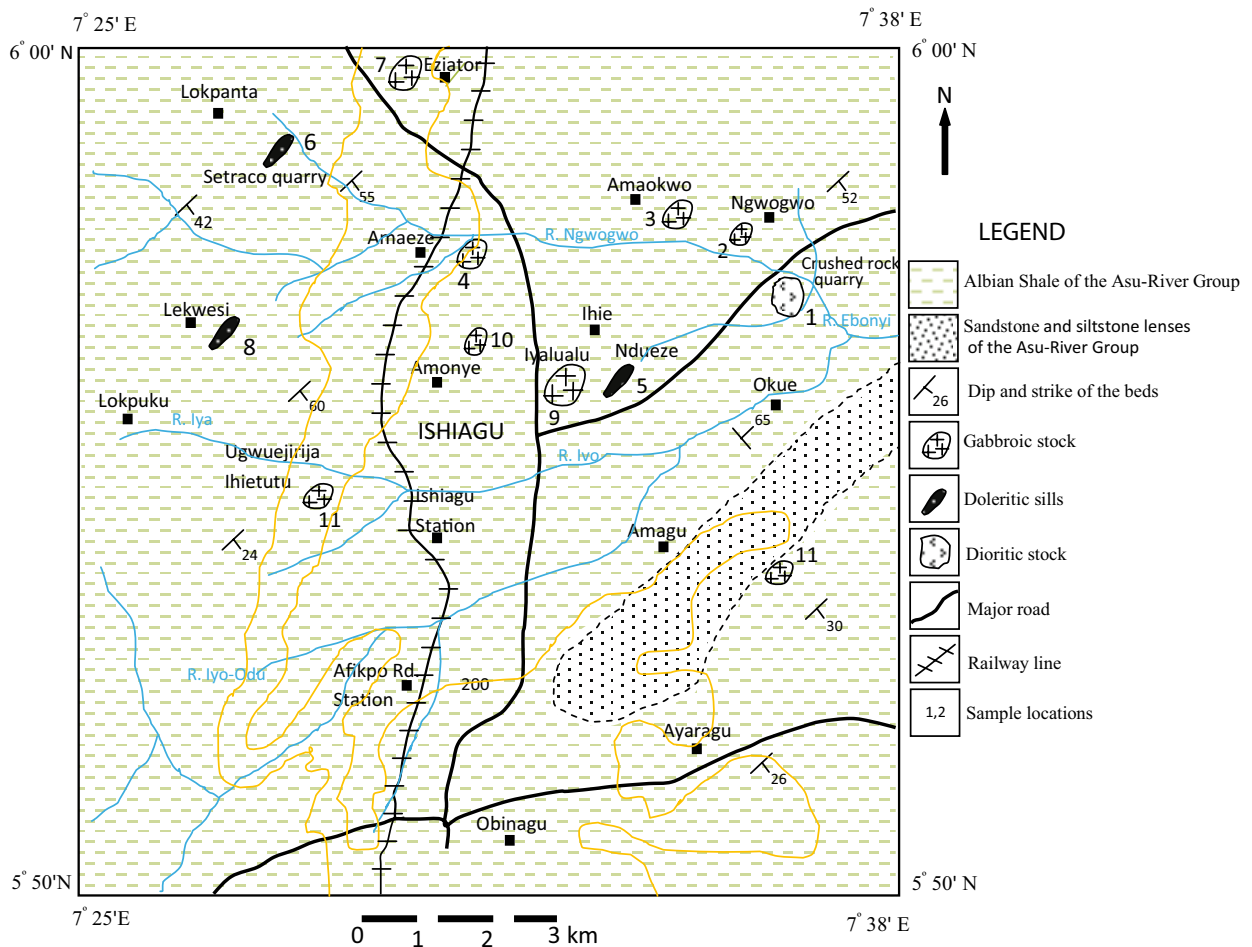 7° 25' E
7° 38' E
6° 00' N
6° 00' N
7
Eziator
Lokpanta
N
6
Setraco quarry
55
52
42
Amaokwo
3
Ngwogwo
2
R. Ngwogwo
Amaeze
4
LEGEND
Crushed rock
quarry
1
R. Ebonyi
Albian Shale of the Asu-River Group
Lekwesi
8
Ihie
10
Iyalualu
Ndueze
5
9
Sandstone and siltstone lenses
of the Asu-River Group
Amonye
Okue
60
Dip and strike of the beds
26
Lokpuku
R. Iya
ISHIAGU
65
Gabbroic stock
Ugwuejirija
Ihietutu
11
R. Ivo
Ishiagu
Station
Doleritic sills
24
Amagu
11
Dioritic stock
30
Major road
R. Iyo-Odu
Afikpo Rd.
Station
200
Railway line
1,2
Sample locations
Ayaragu
26
Obinagu
5° 50'N
5° 50' N
7° 25'E
7° 38' E
0
1
2
3 km